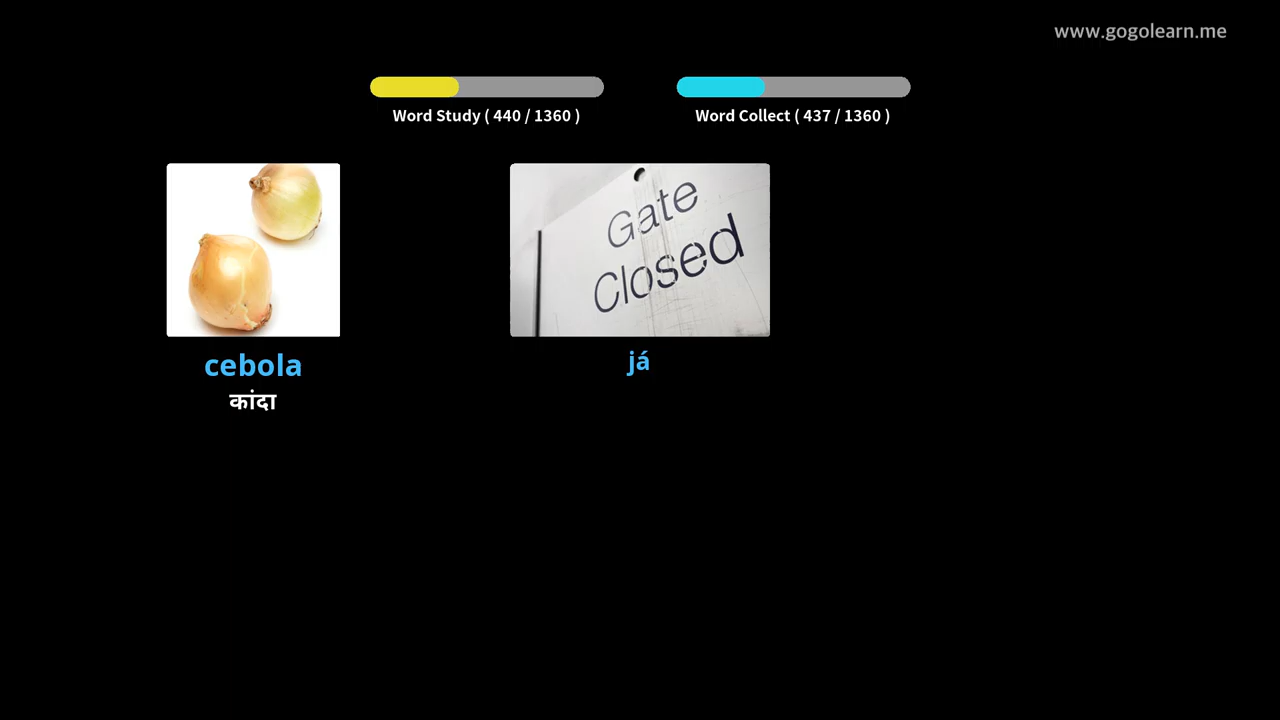 www.gogolearn.me
Word Study ( 440 / 1360 )
Word Collect ( 437 / 1360 )
Gate
Closed
cebola
कांदा
já